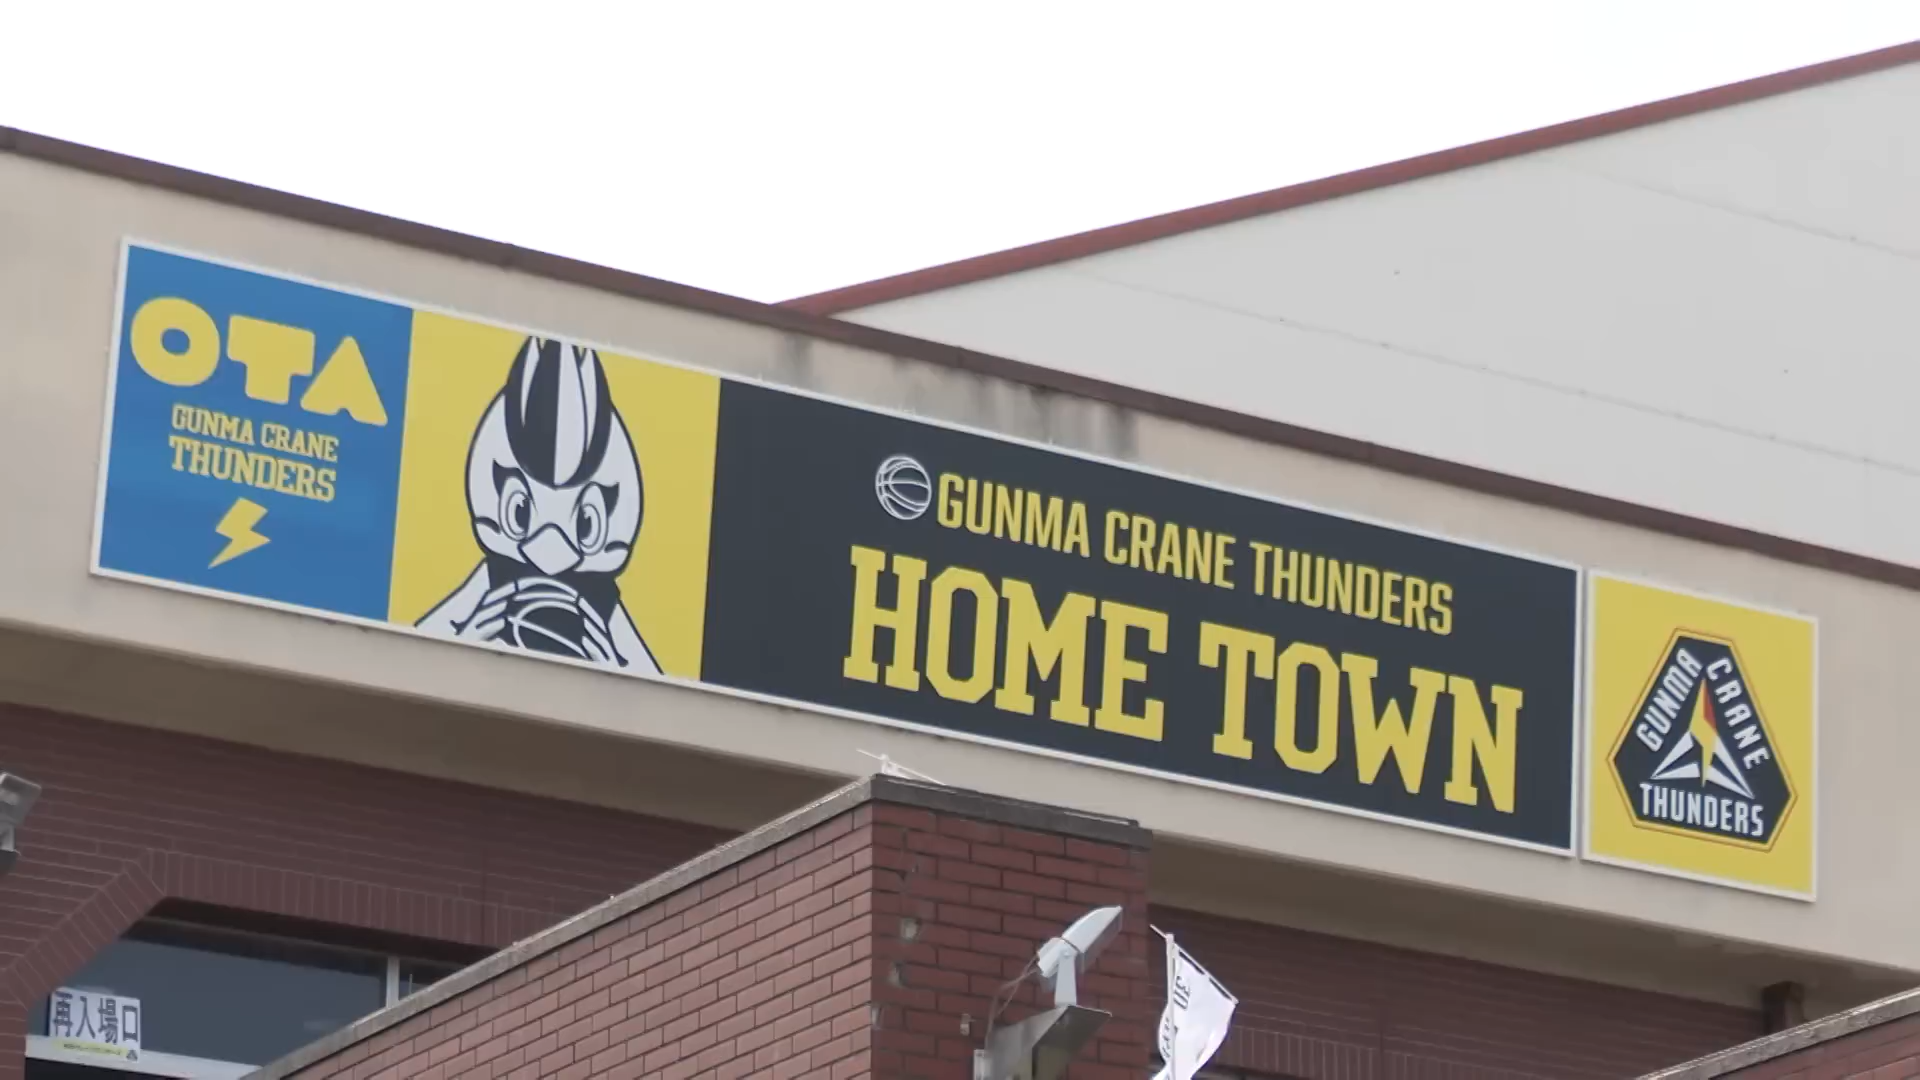 OTA
GUNMA CRANE
THUNDERS
GUNMA CRANE THUNDERS
HOME TOWN
GUNMA CRANE
THUNDERS
再入場口